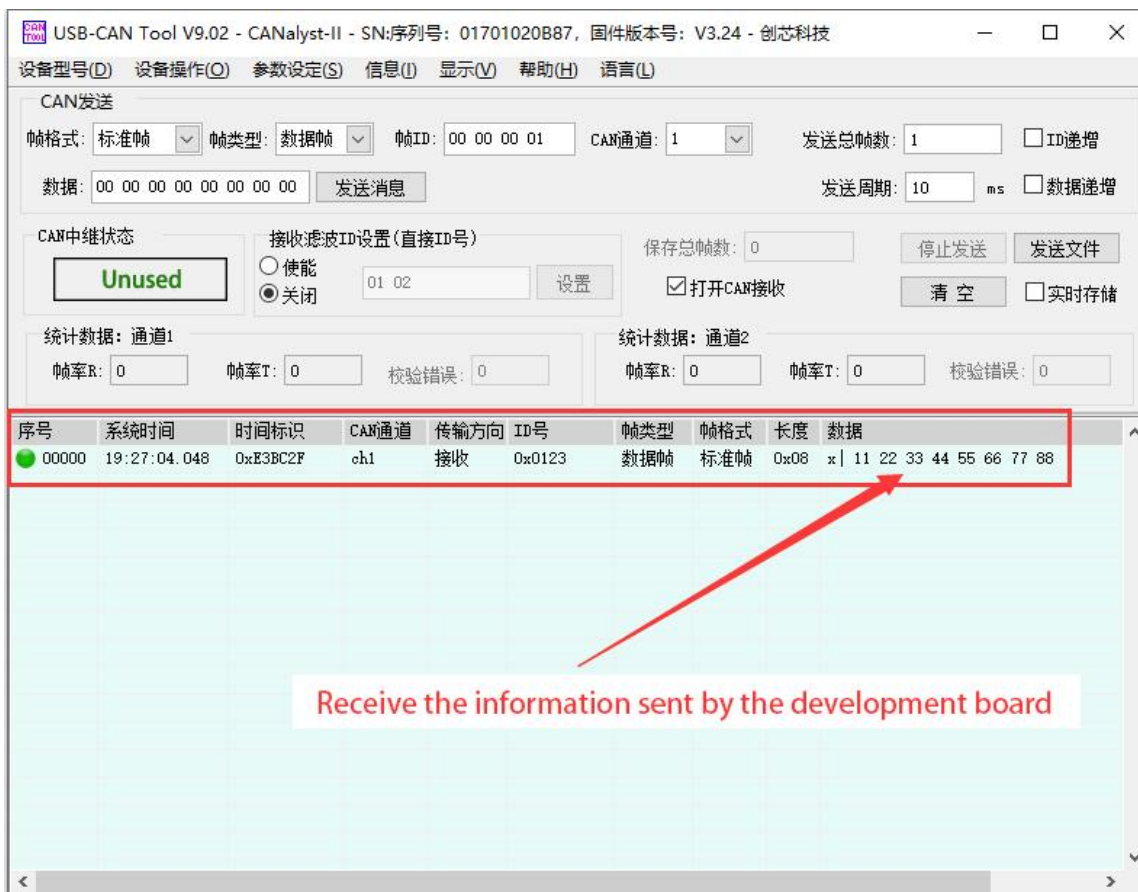 CAN TOOL USB-CAN Tool V9.02 - CANalyst-II - SN:序列号: 01701020B87, 固件版本号: V3.24 - 创芯科技
设备型号(D) 设备操作(O) 参数设定(S) 信息(I) 显示(V) 帮助(H) 语言(L)
CAN发送
帧格式: 标准帧 帧类型: 数据帧 帧ID: 00 00 00 01 CAN通道: 1 发送总帧数: 1 ID递增
数据: 00 00 00 00 00 00 00 00 发送消息 发送周期: 10 ms 数据递增
CAN中继状态 接收滤波ID设置(直接ID号)
Unused 使能 关闭 01 02 设置
保存总帧数: 0 停止发送 发送文件
打开CAN接收 清 空 实时存储
统计数据: 通道1 统计数据: 通道2
帧率R: 0 帧率T: 0 校验错误: 0 帧率R: 0 帧率T: 0 校验错误: 0
序号 系统时间 时间标识 CAN通道 传输方向 ID号 帧类型 帧格式 长度 数据
00000 19:27:04.048 0xE3BC2F ch1 接收 0x0123 数据帧 标准帧 0x08 x| 11 22 33 44 55 66 77 88
Receive the information sent by the development board